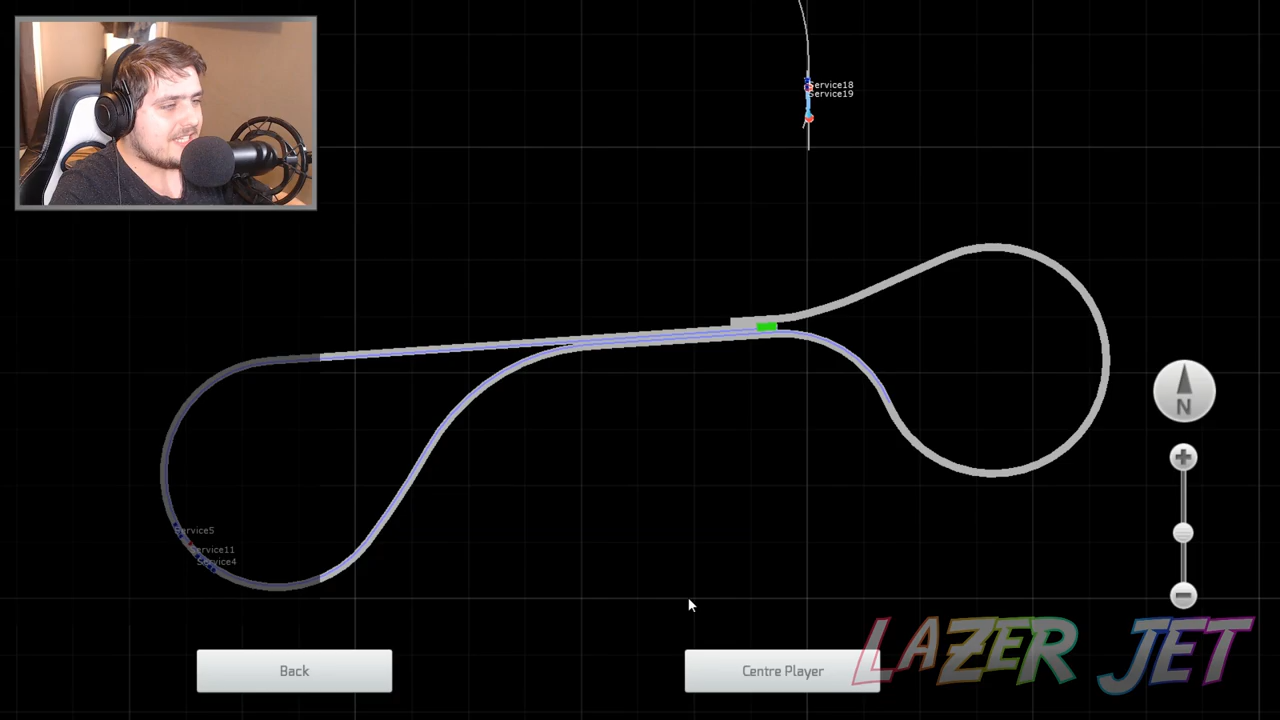 Service18
Service19
Service5
Service11
Service4
N
Back
Centre Player
LAZER JET